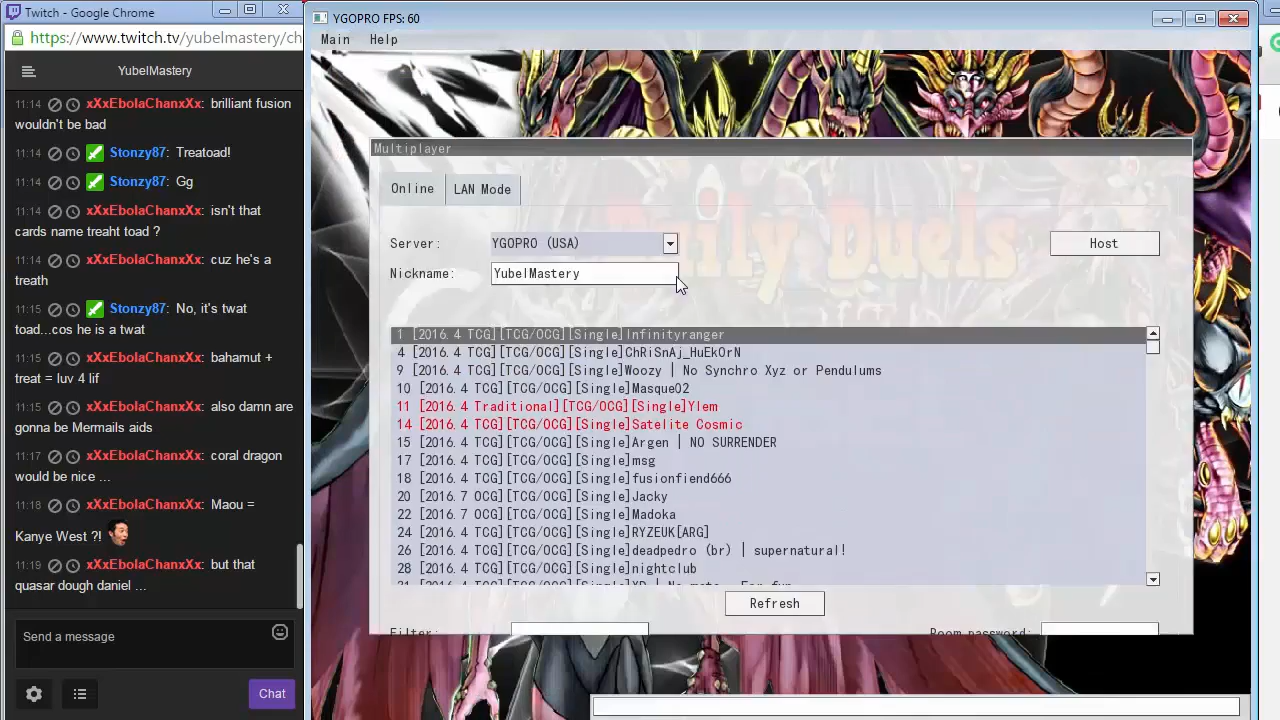 Twitch - Google Chrome
https://www.twitch.tv/yubelmastery/ch
YubelMastery
11:14 xXxEbolaChanxXx: brilliant fusion
wouldn't be bad
11:14 Stonzy87: Treatoad!
11:14 Stonzy87: Gg
11:14 xXxEbolaChanxXx: isn't that
cards name treaht toad ?
11:14 xXxEbolaChanxXx: cuz he's a
treath
11:15 Stonzy87: No, it's twat
toad...cos he is a twat
11:15 xXxEbolaChanxXx: bahamut +
treat = luv 4 lif
11:15 xXxEbolaChanxXx: also damn are
gonna be Mermails aids
11:17 xXxEbolaChanxXx: coral dragon
would be nice ...
11:18 xXxEbolaChanxXx: Maou =
Kanye West ?!
11:19 xXxEbolaChanxXx: but that
quasar dough daniel ...
Send a message
Chat
YGOPRO FPS: 60
Main Help
Multiplayer
Online LAN Mode
Server: YGOPRO (USA)
Host
Nickname: YubelMastery
Duels
1 [2016.4 TCG][TCG/OCG][Single]Infinityranger
4 [2016.4 TCG][TCG/OCG][Single]ChRiSnAj_HuEkOrN
9 [2016.4 TCG][TCG/OCG][Single]Woozy | No Synchro Xyz or Pendulums
10 [2016.4 TCG][TCG/OCG][Single]Masque02
11 [2016.4 Traditional][TCG/OCG][Single]Ylem
14 [2016.4 TCG][TCG/OCG][Single]Satelite Cosmic
15 [2016.4 TCG][TCG/OCG][Single]Argen | NO SURRENDER
17 [2016.4 TCG][TCG/OCG][Single]msg
18 [2016.4 TCG][TCG/OCG][Single]fusionfiend666
20 [2016.7 OCG][TCG/OCG][Single]Jacky
22 [2016.7 OCG][TCG/OCG][Single]Madoka
24 [2016.4 TCG][TCG/OCG][Single]RYZEUK[ARG]
26 [2016.4 TCG][TCG/OCG][Single]deadpedro (br) | supernatural!
28 [2016.4 TCG][TCG/OCG][Single]nightclub
Refresh
Filter:
Room password: